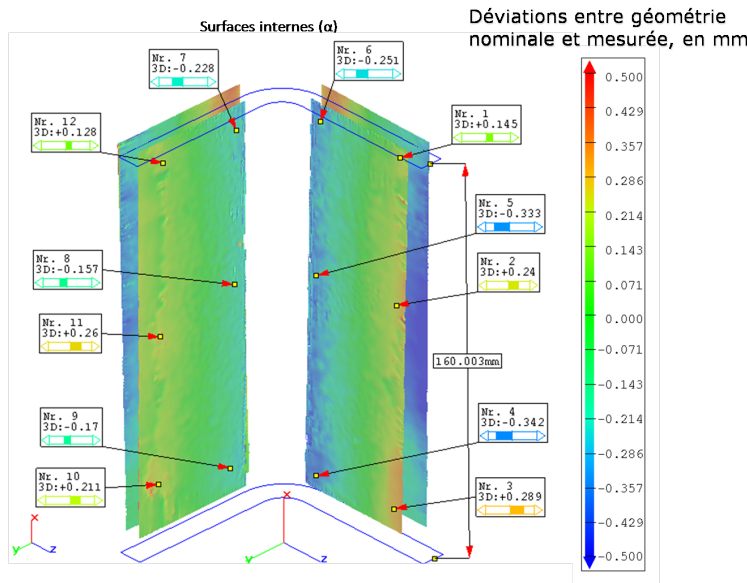 Déviations entre géométrie
nominale et mesurée, en mm
Surfaces internes (α)
Nr. 7
3D:-0.228
Nr. 6
3D:-0.251
Nr. 12
3D:+0.128
Nr. 1
3D:+0.145
Nr. 5
3D:-0.333
Nr. 8
3D:-0.157
Nr. 2
3D:+0.24
Nr. 11
3D:+0.26
160.003mm
Nr. 9
3D:-0.17
Nr. 4
3D:-0.342
Nr. 10
3D:+0.211
Nr. 3
3D:+0.289
x
y
z
x
y
z
0.500
0.429
0.357
0.286
0.214
0.143
0.071
0.000
-0.071
-0.143
-0.214
-0.286
-0.357
-0.429
-0.500